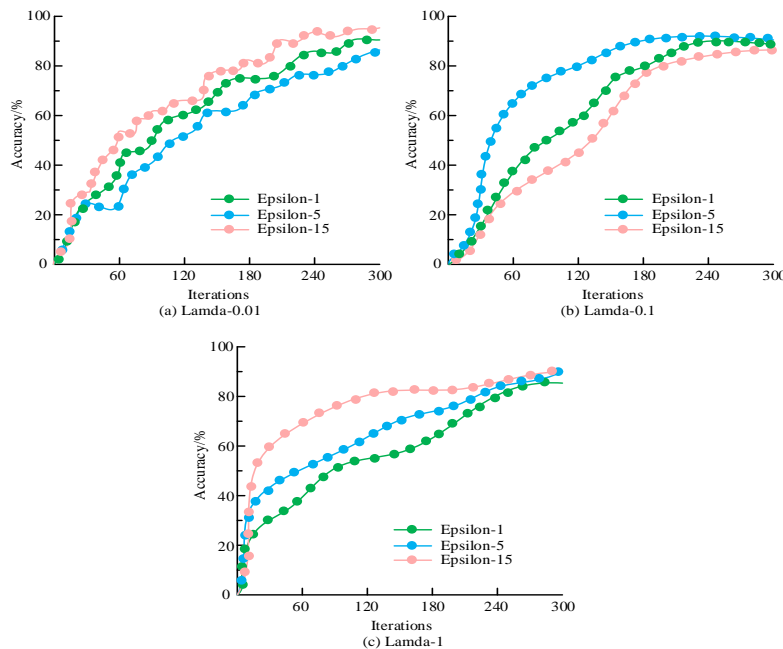 100
80
60
40
20
0
Accuracy/%
60
120
180
240
300
Iterations
Epsilon-1
Epsilon-5
Epsilon-15
(a) Lamda-0.01
100
80
60
40
20
0
Accuracy/%
60
120
180
240
300
Iterations
Epsilon-1
Epsilon-5
Epsilon-15
(b) Lamda-0.1
100
80
60
40
20
0
Accuracy/%
60
120
180
240
300
Iterations
Epsilon-1
Epsilon-5
Epsilon-15
(c) Lamda-1